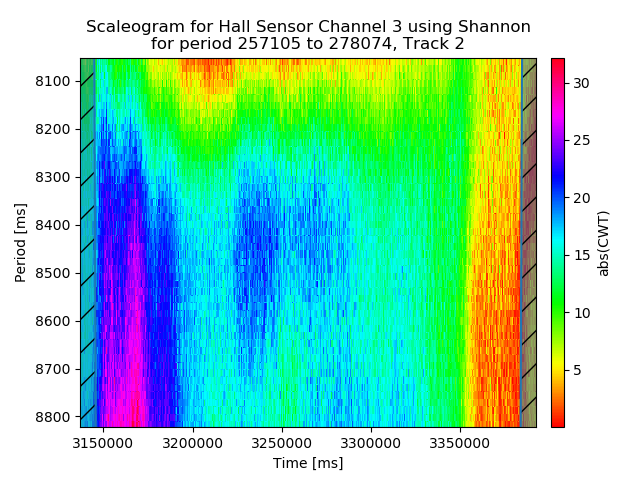 Scaleogram for Hall Sensor Channel 3 using Shannon
for period 257105 to 278074, Track 2
8100
8200
8300
8400
8500
8600
8700
8800
Period [ms]
3150000 3200000 3250000 3300000 3350000
Time [ms]
30
25
20
15
10
5
abs(CWT)